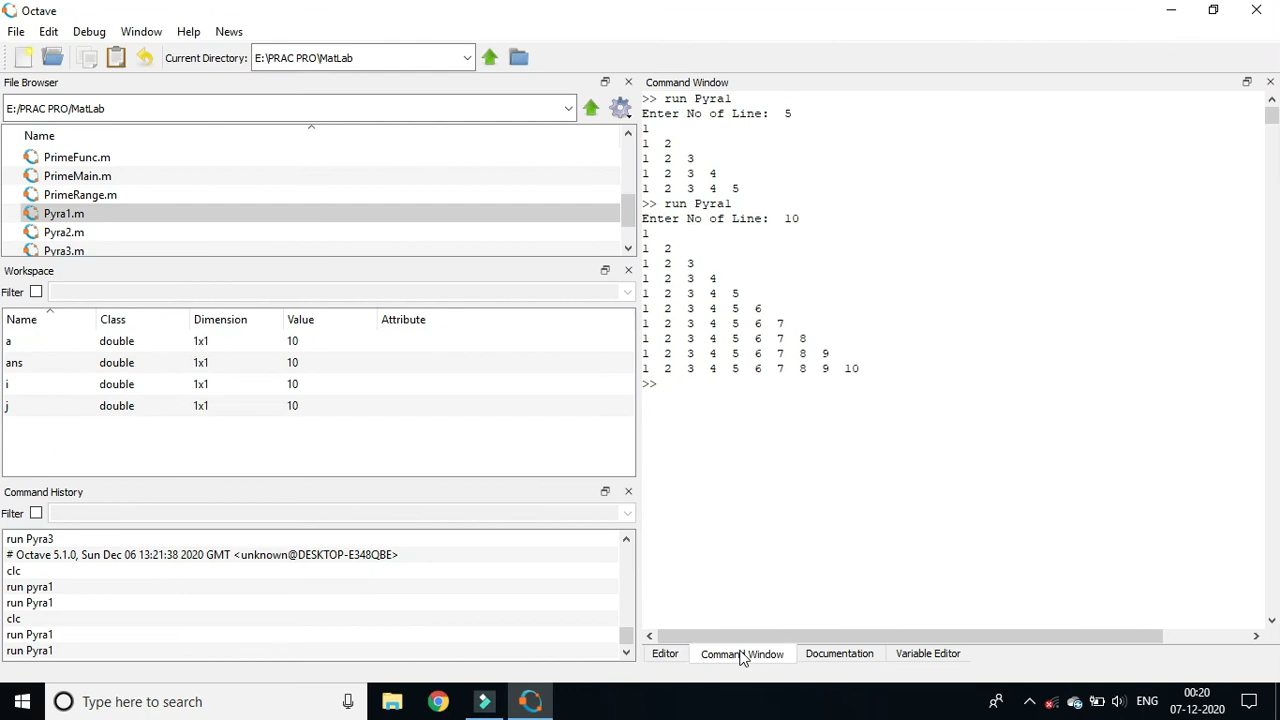 Octave
File Edit Debug Window Help News
Current Directory: E:\PRAC PRO\MatLab
File Browser
E:/PRAC PRO/MatLab
Name
PrimeFunc.m
PrimeMain.m
PrimeRange.m
Pyra1.m
Pyra2.m
Pyra3.m
Workspace
Filter
Name Class Dimension Value Attribute
a double 1x1 10
ans double 1x1 10
i double 1x1 10
j double 1x1 10
Command History
Filter
run Pyra3
# Octave 5.1.0, Sun Dec 06 13:21:38 2020 GMT <unknown@DESKTOP-E348QBE>
clc
run pyra1
run Pyra1
clc
run Pyra1
run Pyra1
Command Window
>> run Pyra1
Enter No of Line: 5
1
1 2
1 2 3
1 2 3 4
1 2 3 4 5
>> run Pyra1
Enter No of Line: 10
1
1 2
1 2 3
1 2 3 4
1 2 3 4 5
1 2 3 4 5 6
1 2 3 4 5 6 7
1 2 3 4 5 6 7 8
1 2 3 4 5 6 7 8 9
1 2 3 4 5 6 7 8 9 10
>>
Editor Command Window Documentation Variable Editor
Type here to search
ENG
00:20
07-12-2020